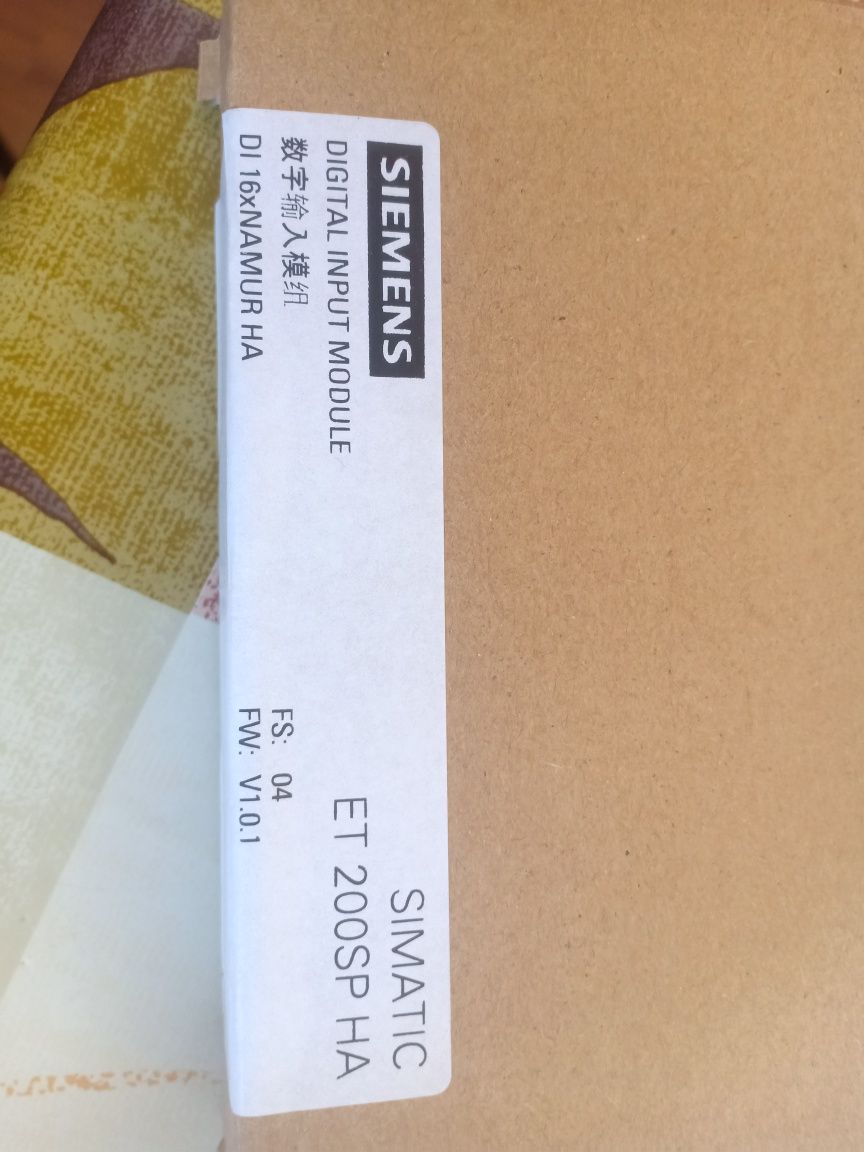 SIEMENS
DIGITAL INPUT MODULE
数字输入模组
DI 16xNAMUR HA
SIMATIC
ET 200SP HA
FS: 04
FW: V1.0.1